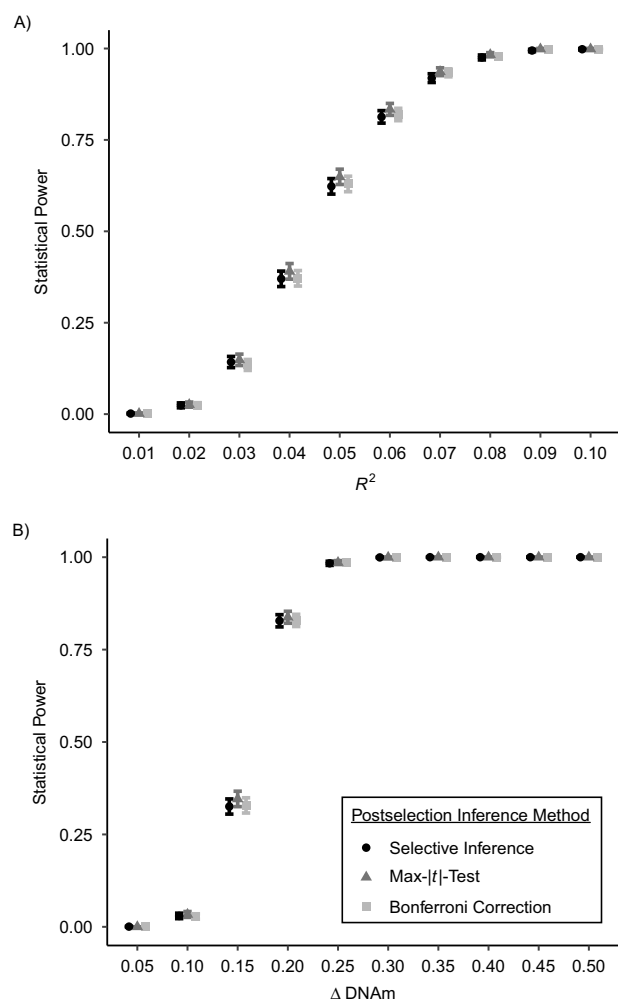 A)
1.00
0.75
0.50
0.25
0.00
Statistical Power
0.01 0.02 0.03 0.04 0.05 0.06 0.07 0.08 0.09 0.10
R²
B)
1.00
0.75
0.50
0.25
0.00
Statistical Power
Postselection Inference Method
Selective Inference
Max-|t|-Test
Bonferroni Correction
0.05 0.10 0.15 0.20 0.25 0.30 0.35 0.40 0.45 0.50
Δ DNAm